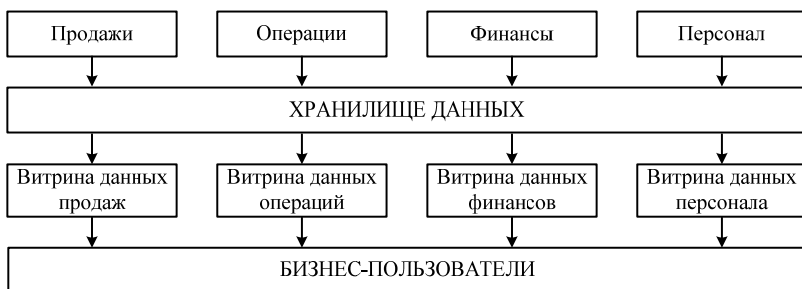 Продажи
Операции
Финансы
Персонал
ХРАНИЛИЩЕ ДАННЫХ
Витрина данных
продаж
Витрина данных
операций
Витрина данных
финансов
Витрина данных
персонала
БИЗНЕС-ПОЛЬЗОВАТЕЛИ